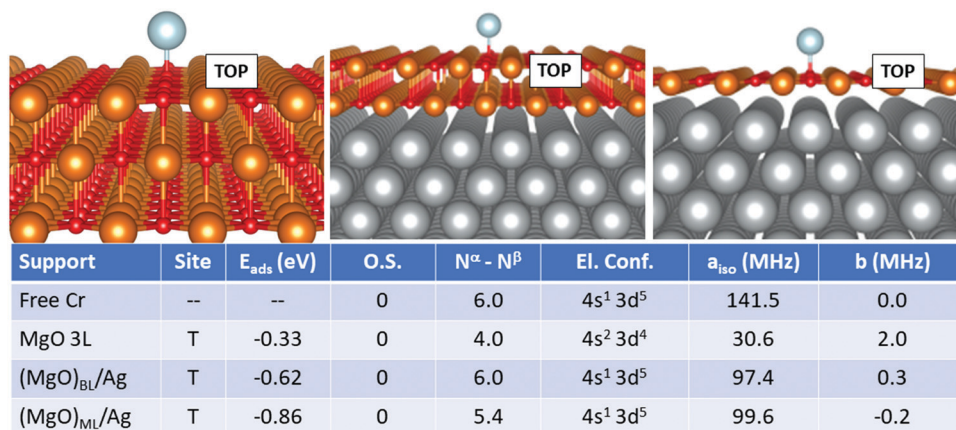 TOP
TOP
TOP
Support Site E_ads (eV) O.S. N^α - N^β El. Conf. a_iso (MHz) b (MHz)
Free Cr -- -- 0 6.0 4s¹ 3d⁵ 141.5 0.0
MgO 3L T -0.33 0 4.0 4s² 3d⁴ 30.6 2.0
(MgO)_BL/Ag T -0.62 0 6.0 4s¹ 3d⁵ 97.4 0.3
(MgO)_ML/Ag T -0.86 0 5.4 4s¹ 3d⁵ 99.6 -0.2